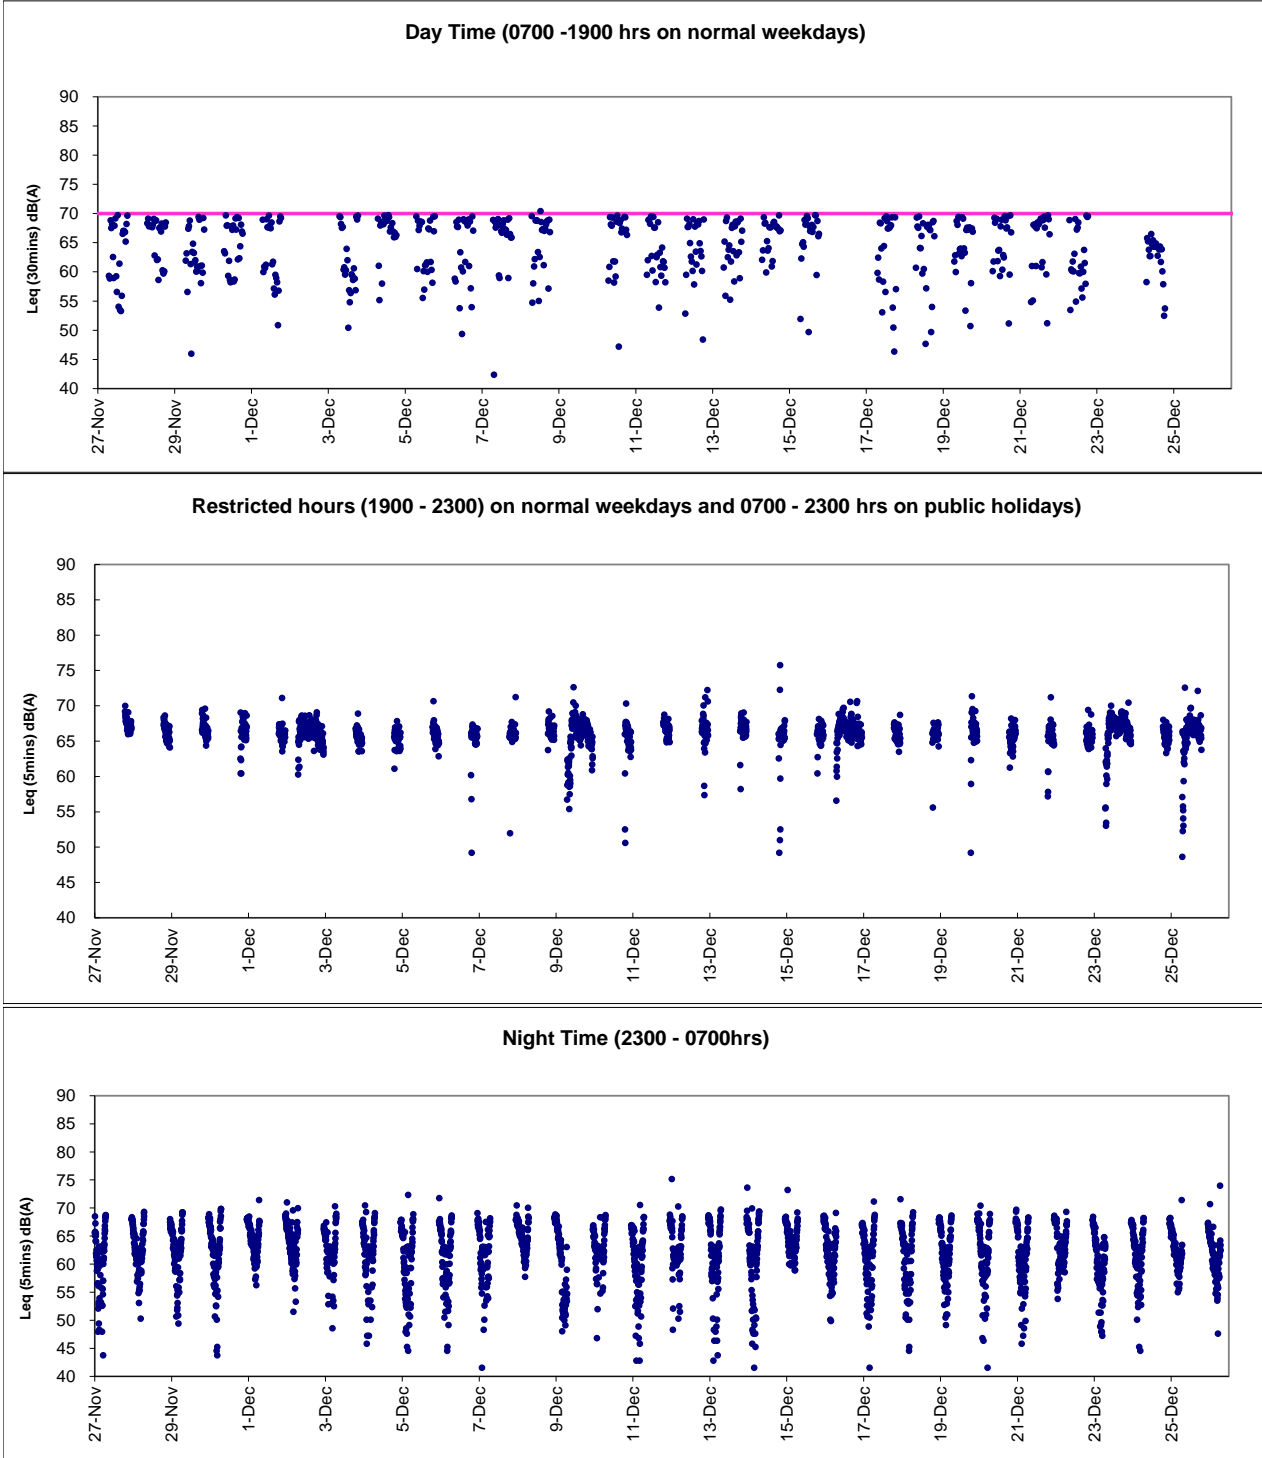 Day Time (0700 -1900 hrs on normal weekdays)
Leq (30mins) dB(A)
90
85
80
75
70
65
60
55
50
45
40
27-Nov
29-Nov
1-Dec
3-Dec
5-Dec
7-Dec
9-Dec
11-Dec
13-Dec
15-Dec
17-Dec
19-Dec
21-Dec
23-Dec
25-Dec
Restricted hours (1900 - 2300) on normal weekdays and 0700 - 2300 hrs on public holidays)
Leq (5mins) dB(A)
90
85
80
75
70
65
60
55
50
45
40
27-Nov
29-Nov
1-Dec
3-Dec
5-Dec
7-Dec
9-Dec
11-Dec
13-Dec
15-Dec
17-Dec
19-Dec
21-Dec
23-Dec
25-Dec
Night Time (2300 - 0700hrs)
Leq (5mins) dB(A)
90
85
80
75
70
65
60
55
50
45
40
27-Nov
29-Nov
1-Dec
3-Dec
5-Dec
7-Dec
9-Dec
11-Dec
13-Dec
15-Dec
17-Dec
19-Dec
21-Dec
23-Dec
25-Dec